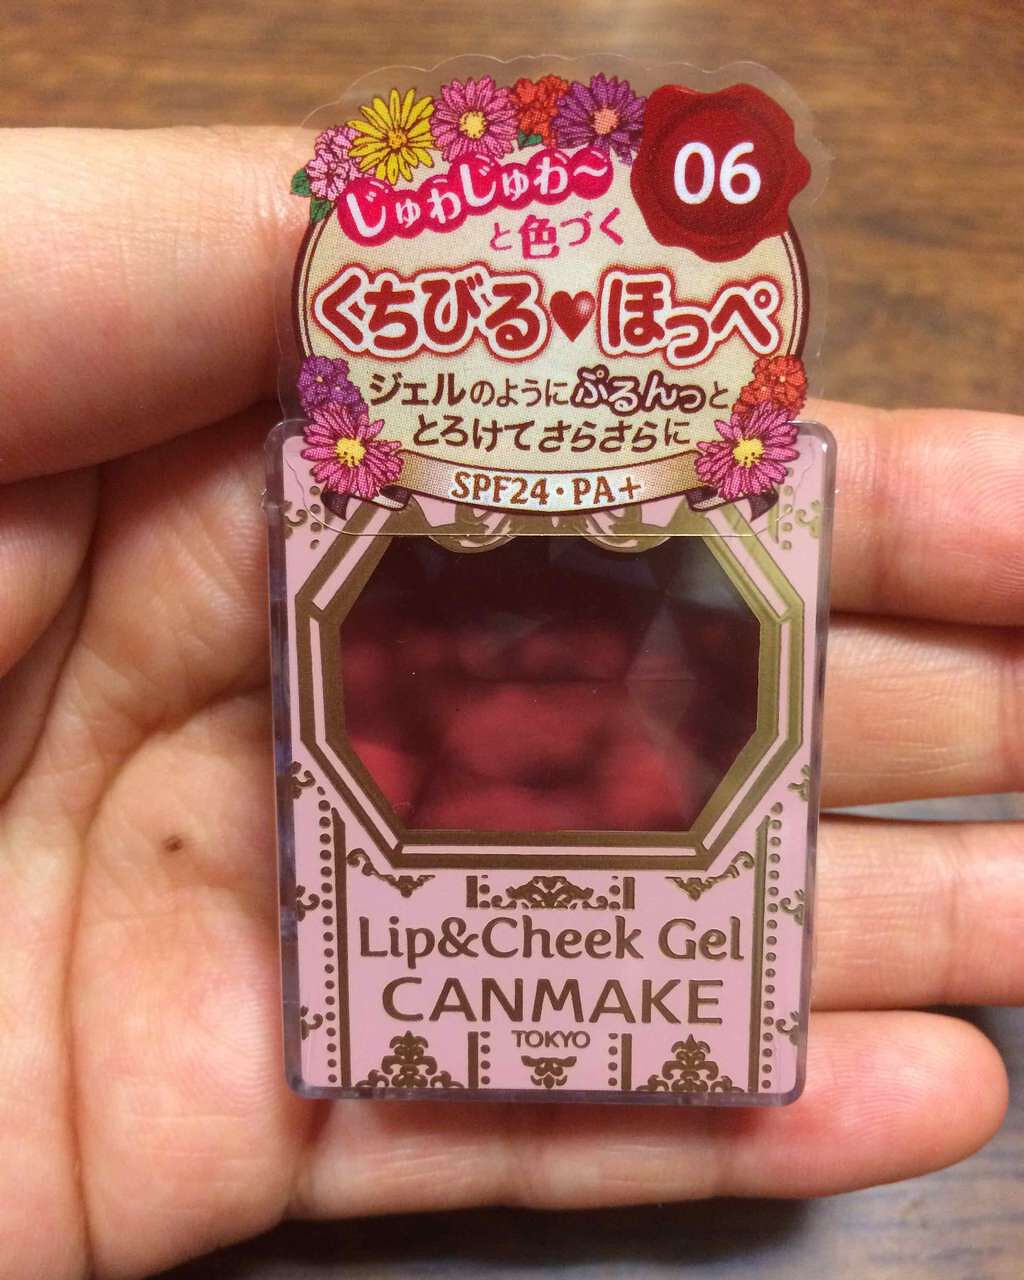 06
じゅわじゅわ〜
と色づく
くちびる♥ほっぺ
ジェルのようにぷるんっと
とろけてさらさらに
SPF24・PA+
Lip&Cheek Gel
CANMAKE
TOKYO